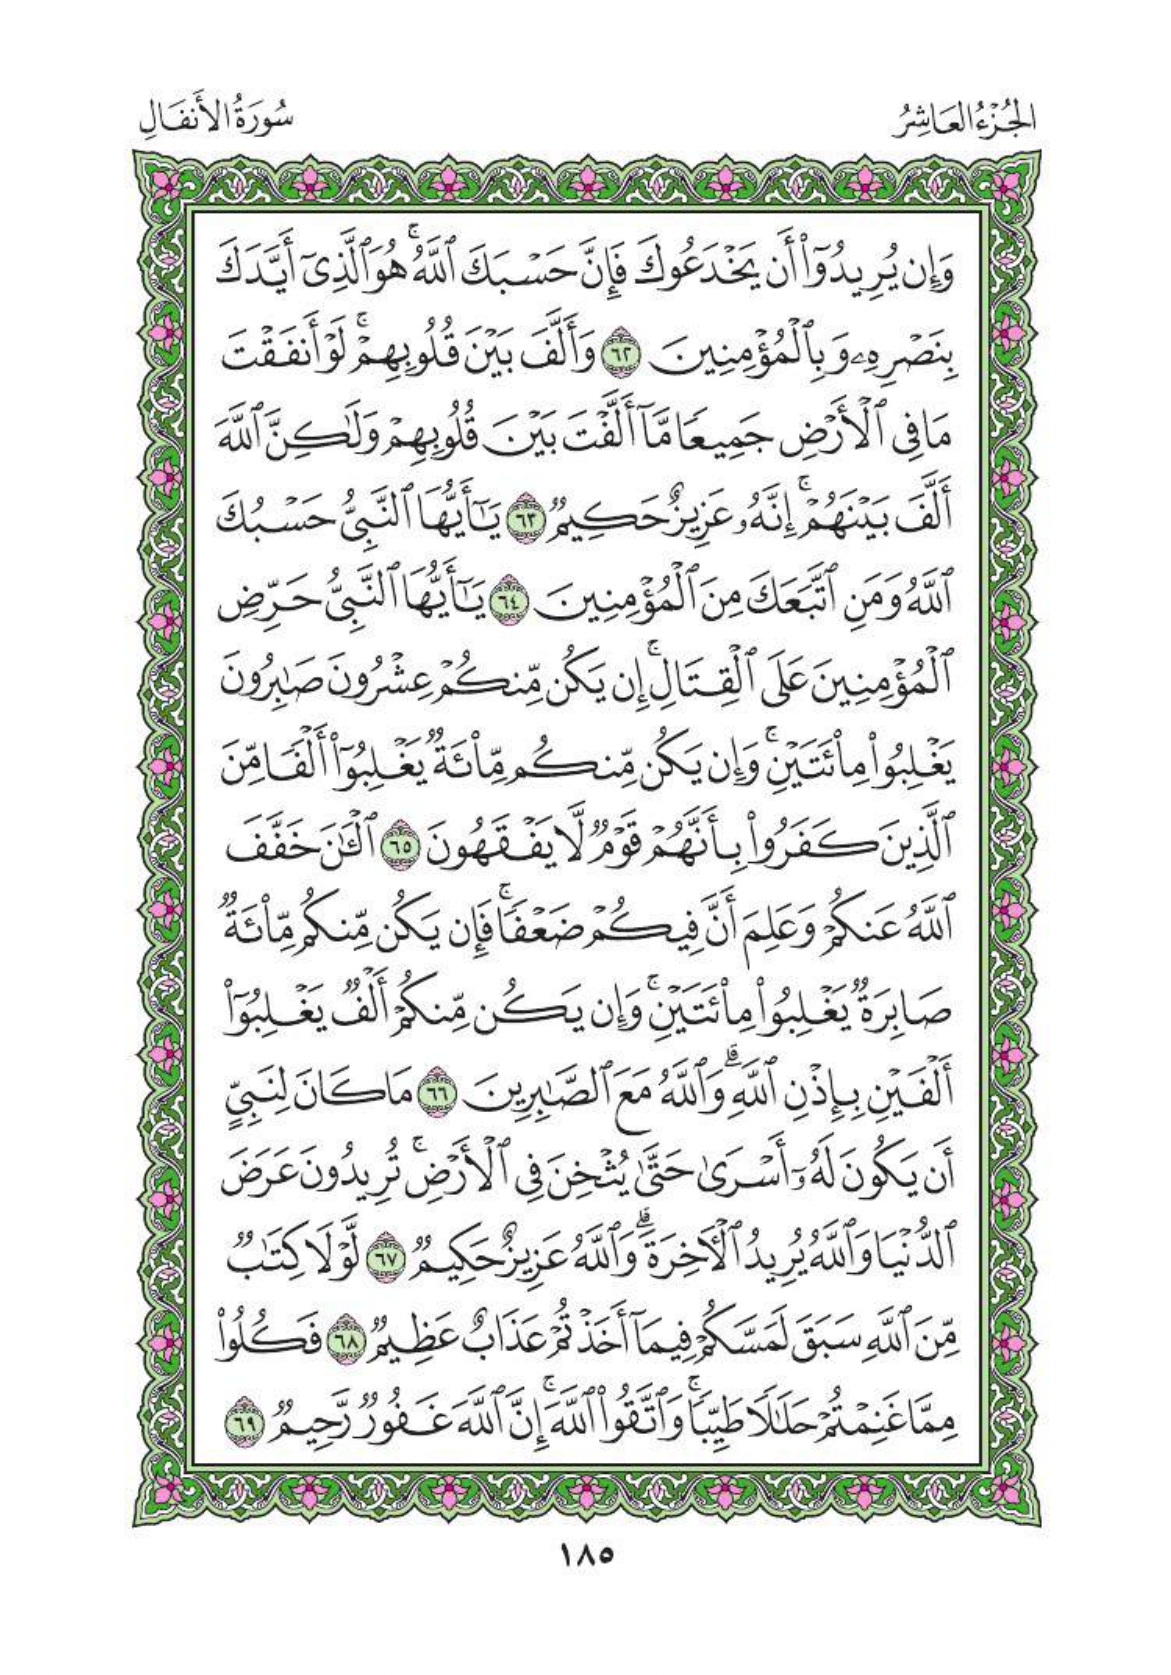 الجُزْءُ العَاشِرُ
سُورَةُ الأَنفَالِ
وَإِن يُرِيدُوٓا۟ أَن يَخْدَعُوكَ فَإِنَّ حَسْبَكَ ٱللَّهُ ۚ هُوَ ٱلَّذِىٓ أَيَّدَكَ
بِنَصْرِهِۦ وَبِٱلْمُؤْمِنِينَ ٦٢ وَأَلَّفَ بَيْنَ قُلُوبِهِمْ ۚ لَوْ أَنفَقْتَ
مَا فِى ٱلْأَرْضِ جَمِيعًا مَّآ أَلَّفْتَ بَيْنَ قُلُوبِهِمْ وَلَٰكِنَّ ٱللَّهَ
أَلَّفَ بَيْنَهُمْ ۚ إِنَّهُۥ عَزِيزٌ حَكِيمٌ ٦٣ يَٰٓأَيُّهَا ٱلنَّبِىُّ حَسْبُكَ
ٱللَّهُ وَمَنِ ٱتَّبَعَكَ مِنَ ٱلْمُؤْمِنِينَ ٦٤ يَٰٓأَيُّهَا ٱلنَّبِىُّ حَرِّضِ
ٱلْمُؤْمِنِينَ عَلَى ٱلْقِتَالِ ۚ إِن يَكُن مِّنكُمْ عِشْرُونَ صَٰبِرُونَ
يَغْلِبُوا۟ مِا۟ئَتَيْنِ ۚ وَإِن يَكُن مِّنكُم مِّا۟ئَةٌ يَغْلِبُوٓا۟ أَلْفًا مِّنَ
ٱلَّذِينَ كَفَرُوا۟ بِأَنَّهُمْ قَوْمٌ لَّا يَفْقَهُونَ ٦٥ ٱلْـَٰٔنَ خَفَّفَ
ٱللَّهُ عَنكُمْ وَعَلِمَ أَنَّ فِيكُمْ ضَعْفًا ۚ فَإِن يَكُن مِّنكُم مِّا۟ئَةٌ
صَابِرَةٌ يَغْلِبُوا۟ مِا۟ئَتَيْنِ ۚ وَإِن يَكُن مِّنكُمْ أَلْفٌ يَغْلِبُوٓا۟
أَلْفَيْنِ بِإِذْنِ ٱللَّهِ ۗ وَٱللَّهُ مَعَ ٱلصَّٰبِرِينَ ٦٦ مَا كَانَ لِنَبِىٍّ
أَن يَكُونَ لَهُۥٓ أَسْرَىٰ حَتَّىٰ يُثْخِنَ فِى ٱلْأَرْضِ ۚ تُرِيدُونَ عَرَضَ
ٱلدُّنْيَا وَٱللَّهُ يُرِيدُ ٱلْـَٔاخِرَةَ ۗ وَٱللَّهُ عَزِيزٌ حَكِيمٌ ٦٧ لَّوْلَا كِتَٰبٌ
مِّنَ ٱللَّهِ سَبَقَ لَمَسَّكُمْ فِيمَآ أَخَذْتُمْ عَذَابٌ عَظِيمٌ ٦٨ فَكُلُوا۟
مِمَّا غَنِمْتُمْ حَلَٰلًا طَيِّبًا ۚ وَٱتَّقُوا۟ ٱللَّهَ ۚ إِنَّ ٱللَّهَ غَفُورٌ رَّحِيمٌ ٦٩
١٨٥